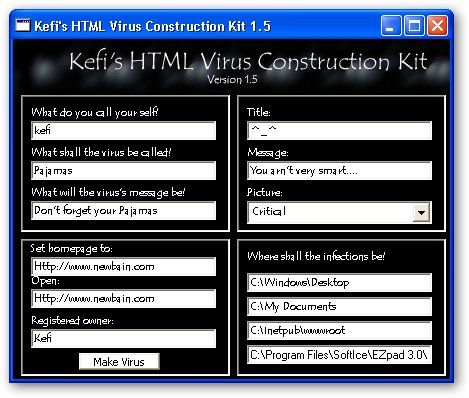 Kefi's HTML Virus Construction Kit 1.5
Kefi's HTML Virus Construction Kit
Version 1.5
What do you call your self?
kefi
What shall the virus be called?
Pajamas
What will the virus's message be?
Don't forget your Pajamas
Title:
^_^
Message:
You arn't very smart....
Picture:
Critical
Set homepage to:
Http://www.newbain.com
Open:
Http://www.newbain.com
Registered owner:
Kefi
Make Virus
Where shall the infections be?
C:\Windows\Desktop
C:\My Documents
C:\Inetpub\wwwroot
C:\Program Files\SoftIce\EZpad 3.0\